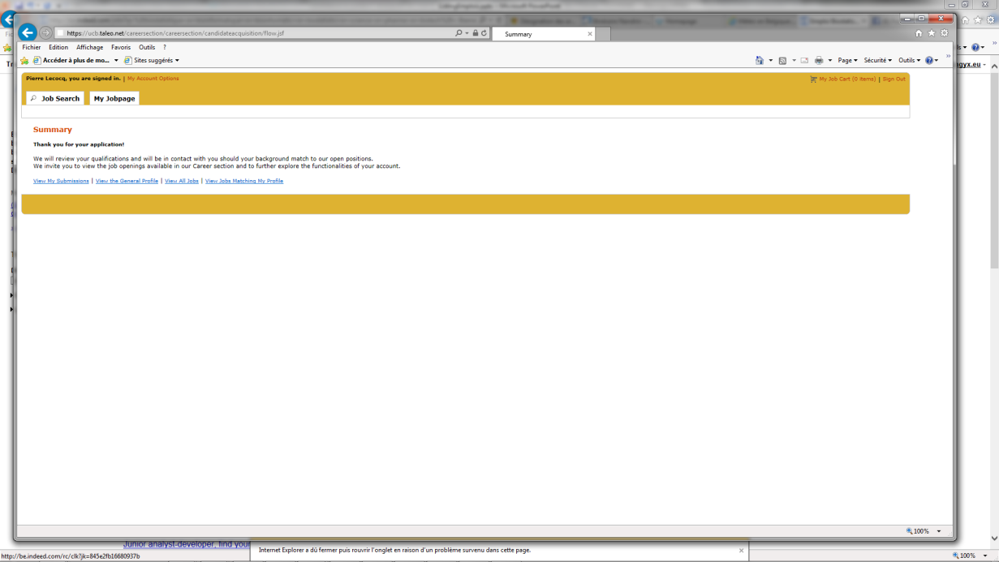 https://ucb.taleo.net/careersection/careersection/candidateacquisition/flow.jsf
Summary
Fichier Edition Affichage Favoris Outils ?
Accéder à plus de mo... Sites suggérés
Page Sécurité Outils
Pierre Lecocq, you are signed in. | My Account Options
My Job Cart (0 items) | Sign Out
Job Search My Jobpage
Summary
Thank you for your application!
We will review your qualifications and will be in contact with you should your background match to our open positions.
We invite you to view the job openings available in our Career section and to further explore the functionalities of your account.
View My Submissions | View the General Profile | View All Jobs | View Jobs Matching My Profile
100%
Junior analyst-developer, find your
Internet Explorer a dû fermer puis rouvrir l'onglet en raison d'un problème survenu dans cette page.
http://be.indeed.com/rc/clk?jk=845e2fb16680937b
100%